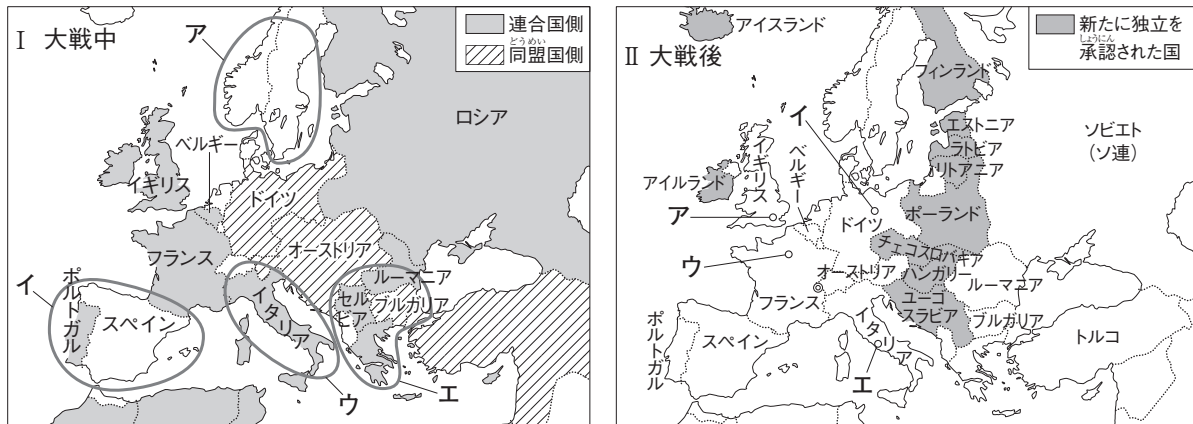 Ⅰ 大戦中
連合国側
どうめい
同盟国側
ア
ロシア
ベルギー
イギリス
ドイツ
フランス
オーストリア
イ
ポルトガル
スペイン
イタリア
ルーマニア
セルビア
ブルガリア
ウ
エ
Ⅱ 大戦後
新たに独立を
しょうにん
承認された国
アイスランド
フィンランド
イ
エストニア
ラトビア
リトアニア
ソビエト
(ソ連)
アイルランド
イギリス
ベルギー
ア
ドイツ
ポーランド
ウ
チェコスロバキア
オーストリア
ハンガリー
ルーマニア
フランス
ユーゴ
スラビア
ブルガリア
ポルトガル
スペイン
イタリア
エ
トルコ